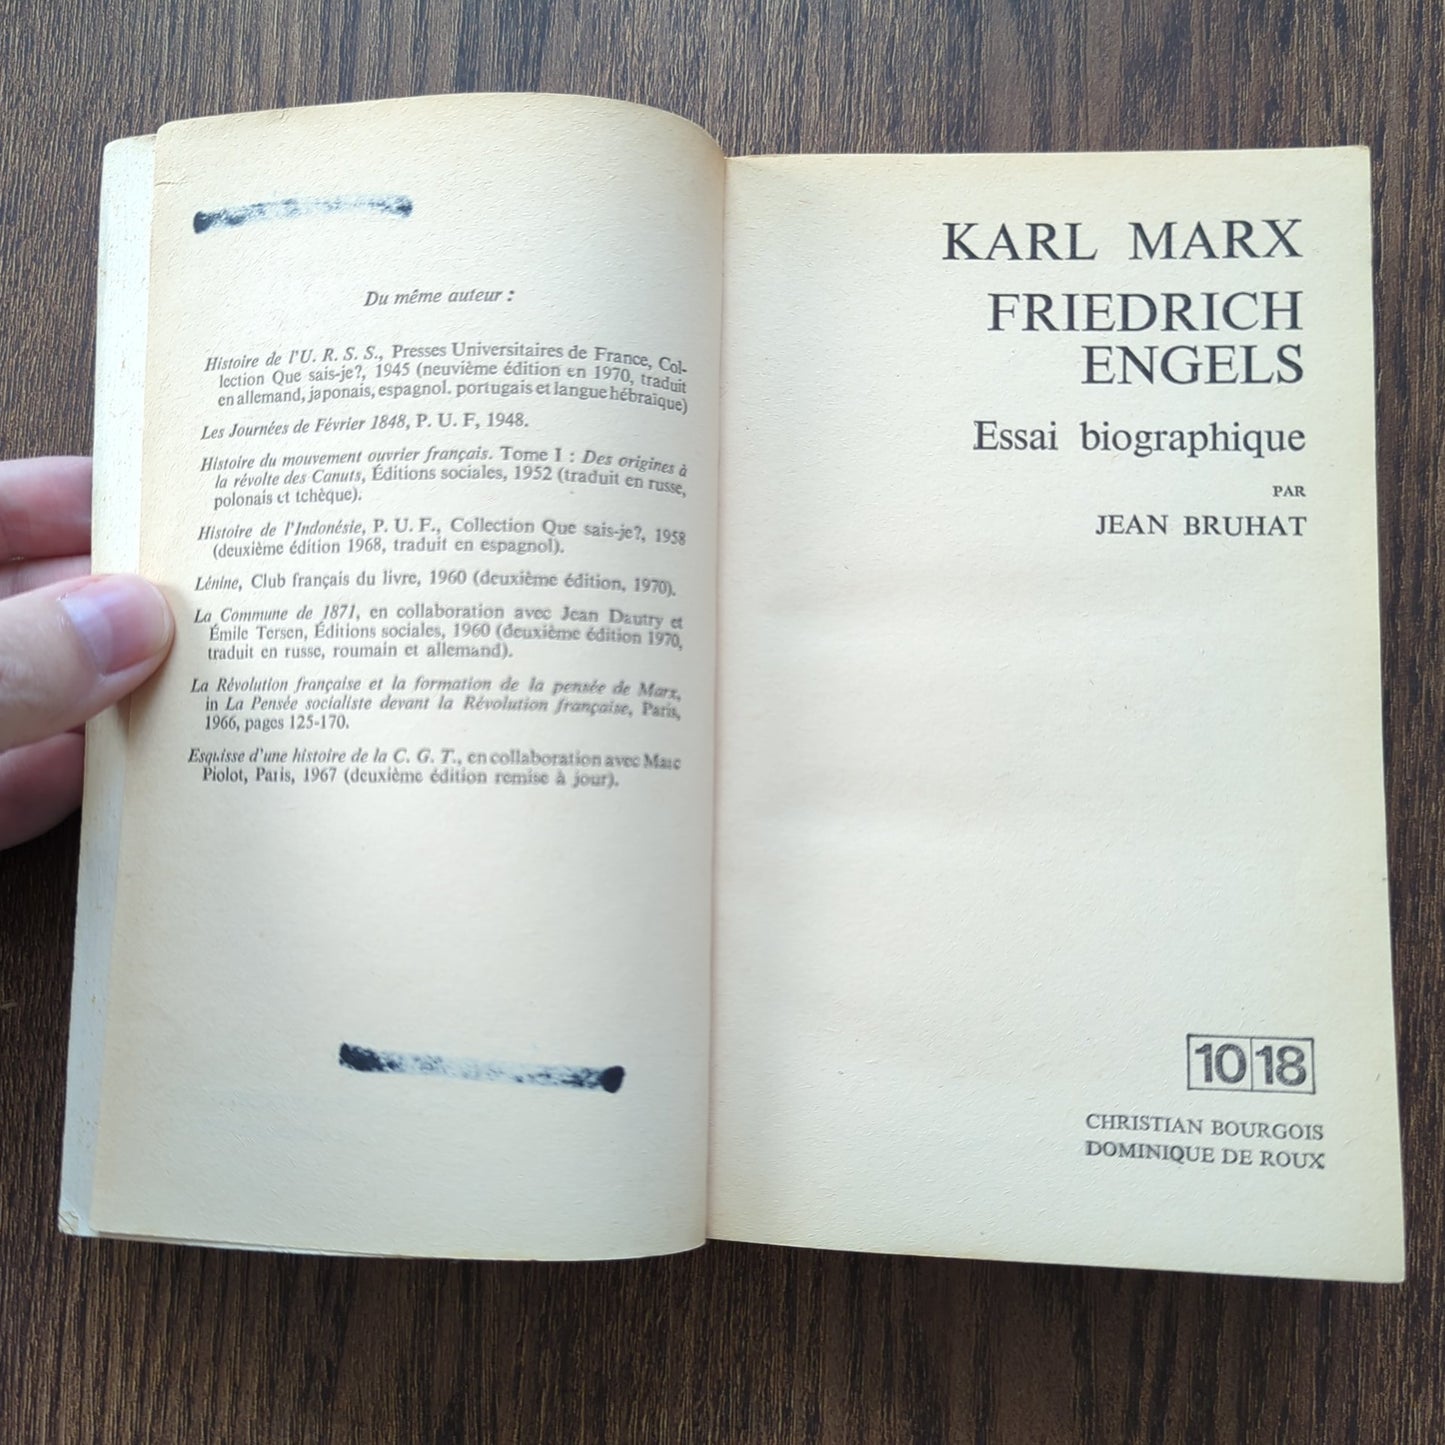 Du même auteur :
Histoire de l'U. R. S. S., Presses Universitaires de France, Col-
lection Que sais-je?, 1945 (neuvième édition en 1970, traduit
en allemand, japonais, espagnol. portugais et langue hébraïque)
Les Journées de Février 1848, P. U. F, 1948.
Histoire du mouvement ouvrier français. Tome I : Des origines à
la révolte des Canuts, Éditions sociales, 1952 (traduit en russe,
polonais et tchèque).
Histoire de l'Indonésie, P. U. F., Collection Que sais-je?, 1958
(deuxième édition 1968, traduit en espagnol).
Lénine, Club français du livre, 1960 (deuxième édition, 1970).
La Commune de 1871, en collaboration avec Jean Dautry et
Émile Tersen, Éditions sociales, 1960 (deuxième édition 1970,
traduit en russe, roumain et allemand).
La Révolution française et la formation de la pensée de Marx,
in La Pensée socialiste devant la Révolution française, Paris,
1966, pages 125-170.
Esquisse d'une histoire de la C. G. T., en collaboration avec Marc
Piolot, Paris, 1967 (deuxième édition remise à jour).
KARL MARX
FRIEDRICH
ENGELS
Essai biographique
PAR
JEAN BRUHAT
10 18
CHRISTIAN BOURGOIS
DOMINIQUE DE ROUX